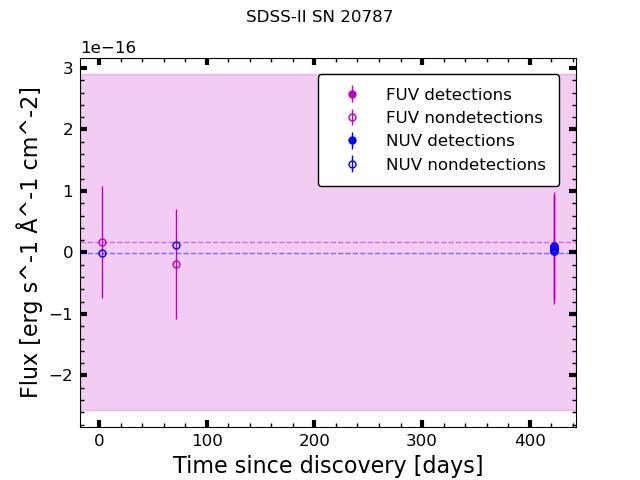 SDSS-II SN 20787
1e−16
3
2
1
0
−1
−2
Flux [erg s^-1 Å^-1 cm^-2]
FUV detections
FUV nondetections
NUV detections
NUV nondetections
0 100 200 300 400
Time since discovery [days]